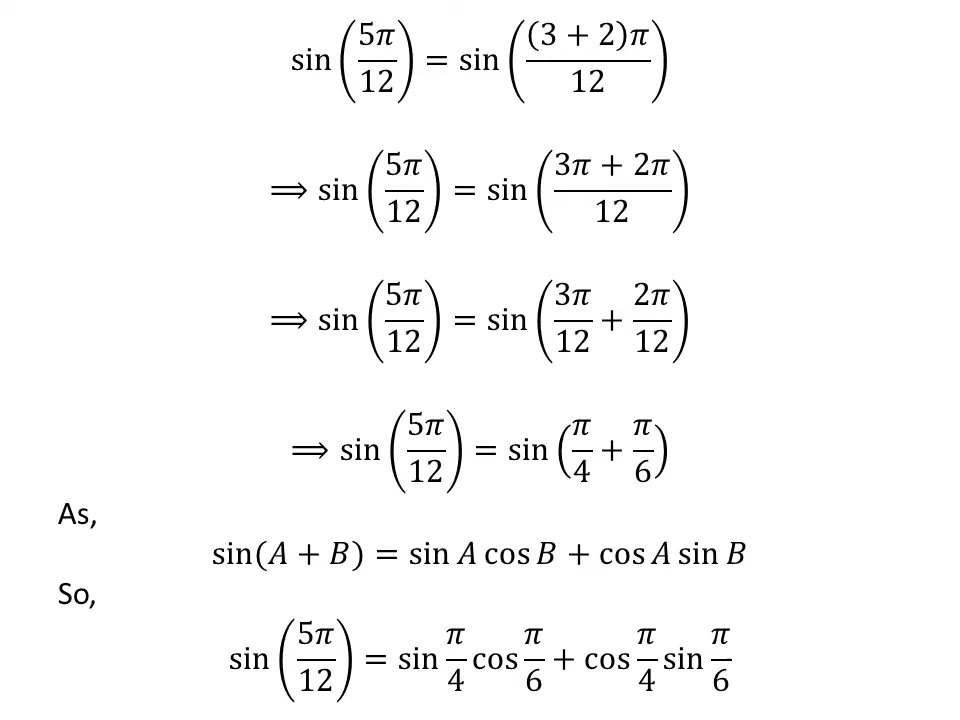 sin(5π/12) = sin((3 + 2)π/12)
⟹ sin(5π/12) = sin((3π + 2π)/12)
⟹ sin(5π/12) = sin(3π/12 + 2π/12)
⟹ sin(5π/12) = sin(π/4 + π/6)
As,
sin(A + B) = sin A cos B + cos A sin B
So,
sin(5π/12) = sin π/4 cos π/6 + cos π/4 sin π/6